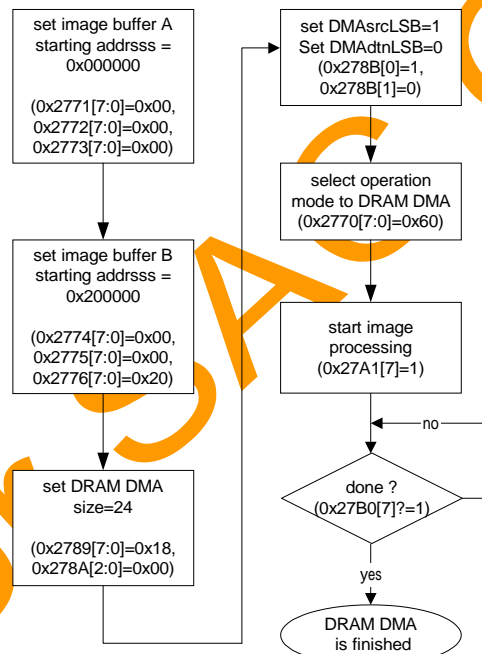 set image buffer A
starting addrsss =
0x000000
(0x2771[7:0]=0x00,
0x2772[7:0]=0x00,
0x2773[7:0]=0x00)
set image buffer B
starting addrsss =
0x200000
(0x2774[7:0]=0x00,
0x2775[7:0]=0x00,
0x2776[7:0]=0x20)
set DRAM DMA
size=24
(0x2789[7:0]=0x18,
0x278A[2:0]=0x00)
set DMAsrcLSB=1
Set DMAdtnLSB=0
(0x278B[0]=1,
0x278B[1]=0)
select operation
mode to DRAM DMA
(0x2770[7:0]=0x60)
start image
processing
(0x27A1[7]=1)
no
done ?
(0x27B0[7]?=1)
yes
DRAM DMA
is finished